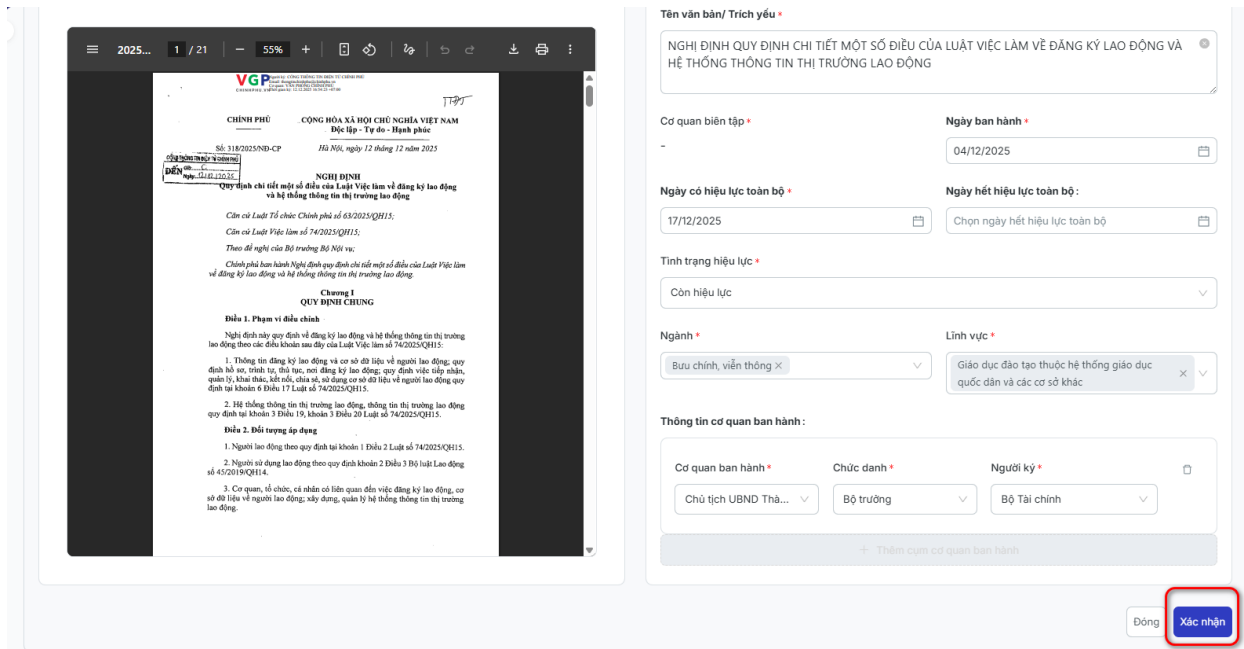 2025...
1 / 21
55%
VGP
CHINHPHU.VN
CHÍNH PHỦ
CỘNG HÒA XÃ HỘI CHỦ NGHĨA VIỆT NAM
Độc lập - Tự do - Hạnh phúc
Số: 318/2025/NĐ-CP
Hà Nội, ngày 12 tháng 12 năm 2025
CỔNG THÔNG TIN ĐIỆN TỬ CHÍNH PHỦ
ĐẾN
NGHỊ ĐỊNH
Quy định chi tiết một số điều của Luật Việc làm về đăng ký lao động
và hệ thống thông tin thị trường lao động
Căn cứ Luật Tổ chức Chính phủ số 63/2025/QH15;
Căn cứ Luật Việc làm số 74/2025/QH15;
Theo đề nghị của Bộ trưởng Bộ Nội vụ;
Chính phủ ban hành Nghị định quy định chi tiết một số điều của Luật Việc làm
về đăng ký lao động và hệ thống thông tin thị trường lao động.
Chương I
QUY ĐỊNH CHUNG
Điều 1. Phạm vi điều chỉnh
Nghị định này quy định về đăng ký lao động và hệ thống thông tin thị trường
lao động theo các điều khoản sau đây của Luật Việc làm số 74/2025/QH15:
1. Thông tin đăng ký lao động và cơ sở dữ liệu về người lao động; quy
định hồ sơ, trình tự, thủ tục, nơi đăng ký lao động; quy định việc tiếp nhận,
quản lý, khai thác, kết nối, chia sẻ, sử dụng cơ sở dữ liệu về người lao động quy
định tại khoản 6 Điều 17 Luật số 74/2025/QH15.
2. Hệ thống thông tin thị trường lao động, thông tin thị trường lao động
quy định tại khoản 3 Điều 19, khoản 3 Điều 20 Luật số 74/2025/QH15.
Điều 2. Đối tượng áp dụng
1. Người lao động theo quy định tại khoản 1 Điều 2 Luật số 74/2025/QH15.
2. Người sử dụng lao động theo quy định khoản 2 Điều 3 Bộ luật Lao động
số 45/2019/QH14.
3. Cơ quan, tổ chức, cá nhân có liên quan đến việc đăng ký lao động, cơ
sở dữ liệu về người lao động; xây dựng, quản lý hệ thống thông tin thị trường
lao động.
Tên văn bản/ Trích yếu *
NGHỊ ĐỊNH QUY ĐỊNH CHI TIẾT MỘT SỐ ĐIỀU CỦA LUẬT VIỆC LÀM VỀ ĐĂNG KÝ LAO ĐỘNG VÀ
HỆ THỐNG THÔNG TIN THỊ TRƯỜNG LAO ĐỘNG
Cơ quan biên tập *
Ngày ban hành *
-
04/12/2025
Ngày có hiệu lực toàn bộ *
Ngày hết hiệu lực toàn bộ :
17/12/2025
Chọn ngày hết hiệu lực toàn bộ
Tình trạng hiệu lực *
Còn hiệu lực
Ngành *
Lĩnh vực *
Bưu chính, viễn thông ×
Giáo dục đào tạo thuộc hệ thống giáo dục
quốc dân và các cơ sở khác
Thông tin cơ quan ban hành :
Cơ quan ban hành *
Chức danh *
Người ký *
Chủ tịch UBND Thà...
Bộ trưởng
Bộ Tài chính
+ Thêm cụm cơ quan ban hành
Đóng
Xác nhận